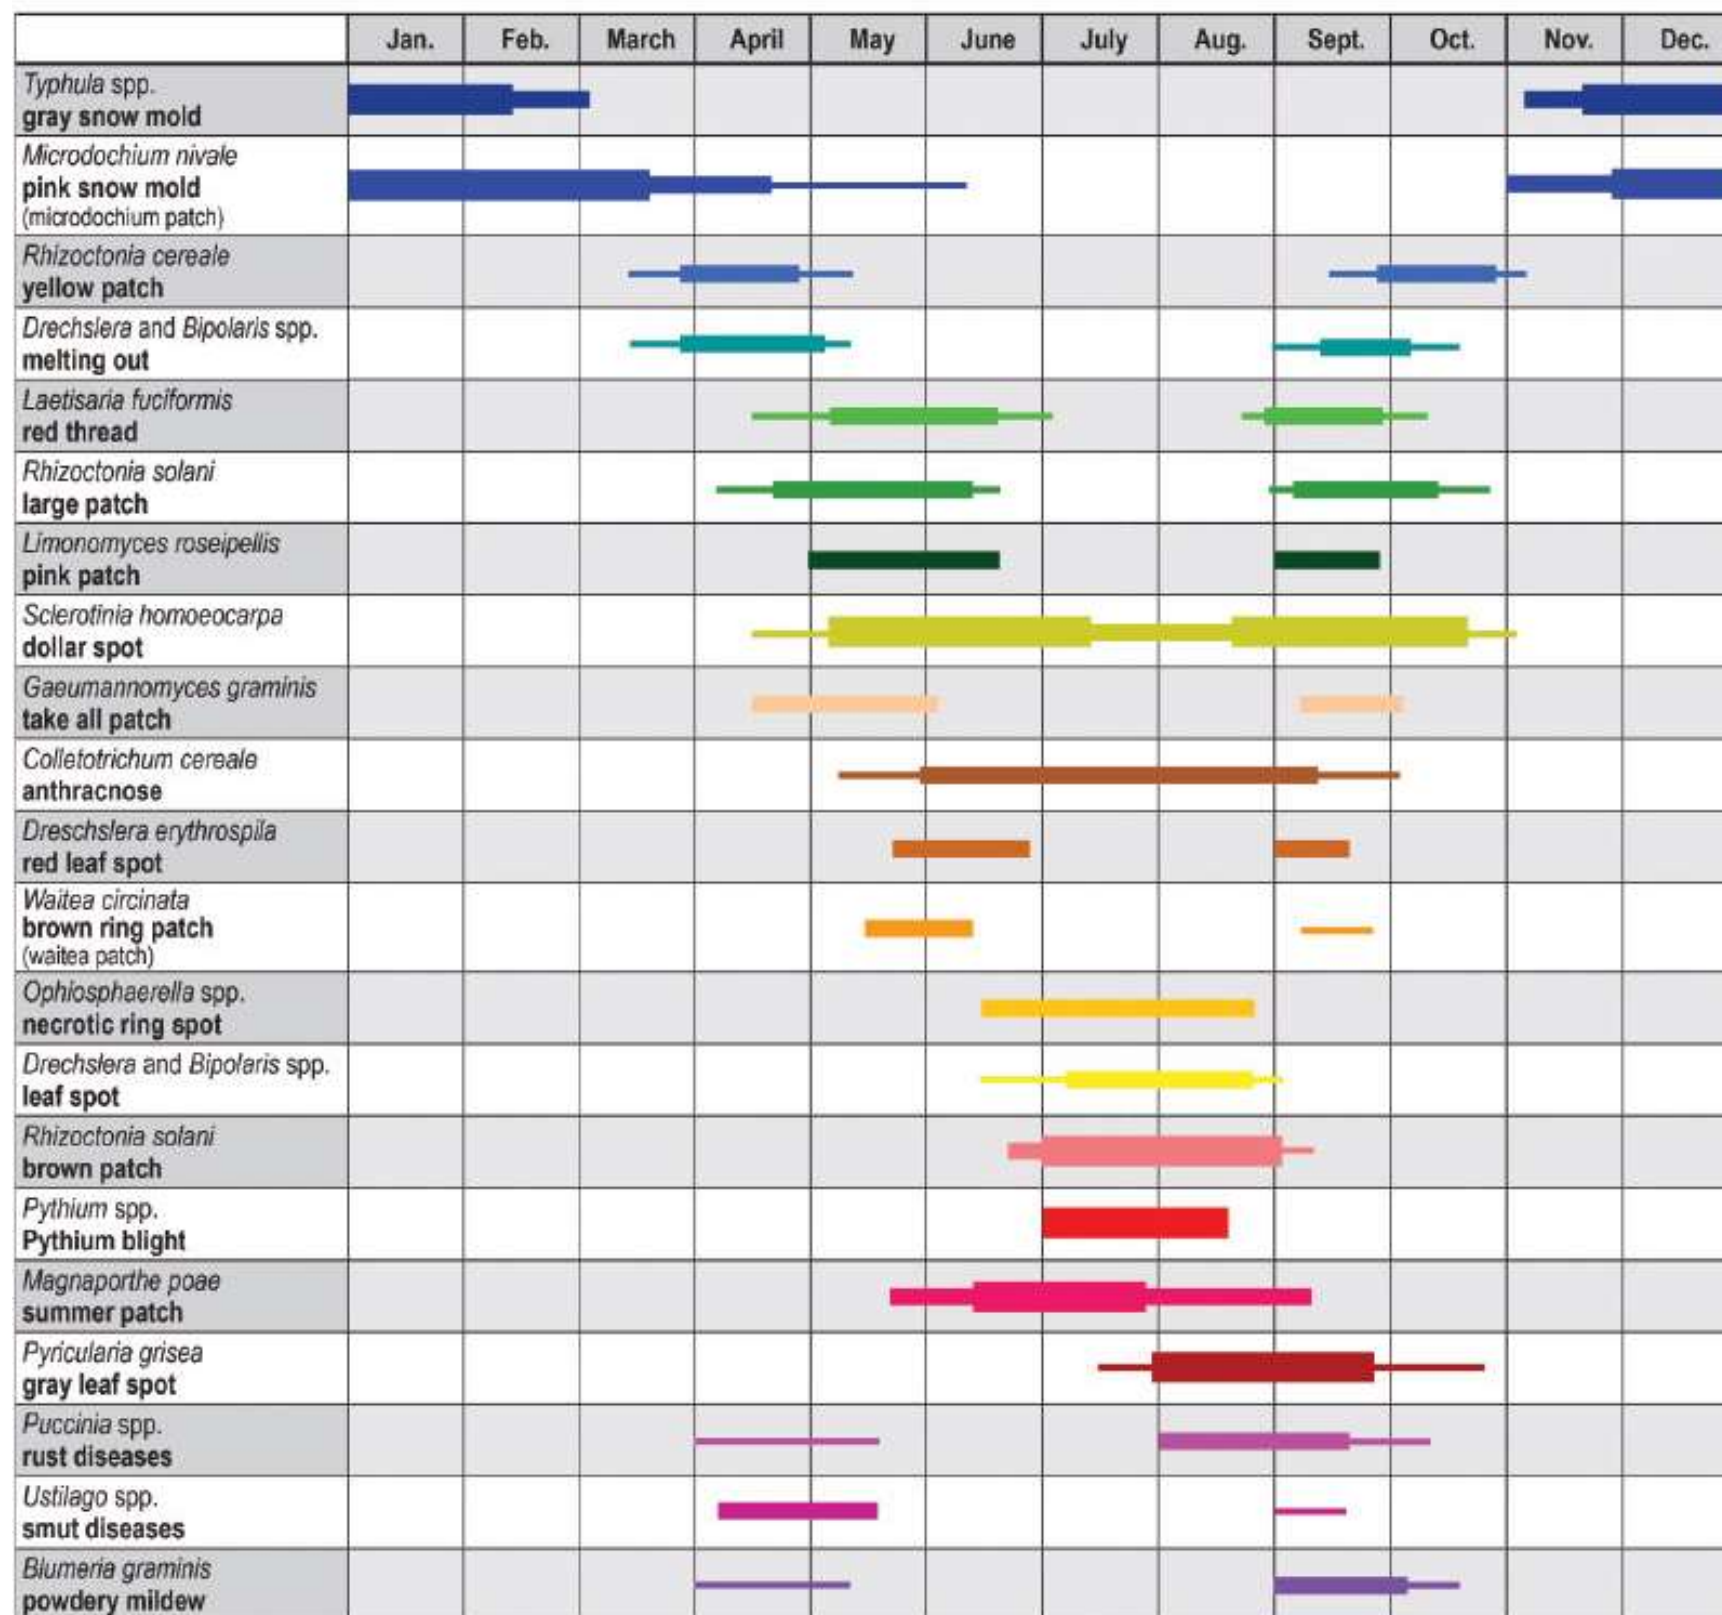 Jan. Feb. March April May June July Aug. Sept. Oct. Nov. Dec.
Typhula spp.
gray snow mold
Microdochium nivale
pink snow mold
(microdochium patch)
Rhizoctonia cereale
yellow patch
Drechslera and Bipolaris spp.
melting out
Laetisaria fuciformis
red thread
Rhizoctonia solani
large patch
Limonomyces roseipellis
pink patch
Sclerotinia homoeocarpa
dollar spot
Gaeumannomyces graminis
take all patch
Colletotrichum cereale
anthracnose
Dreschslera erythrospila
red leaf spot
Waitea circinata
brown ring patch
(waitea patch)
Ophiosphaerella spp.
necrotic ring spot
Drechslera and Bipolaris spp.
leaf spot
Rhizoctonia solani
brown patch
Pythium spp.
Pythium blight
Magnaporthe poae
summer patch
Pyricularia grisea
gray leaf spot
Puccinia spp.
rust diseases
Ustilago spp.
smut diseases
Blumeria graminis
powdery mildew